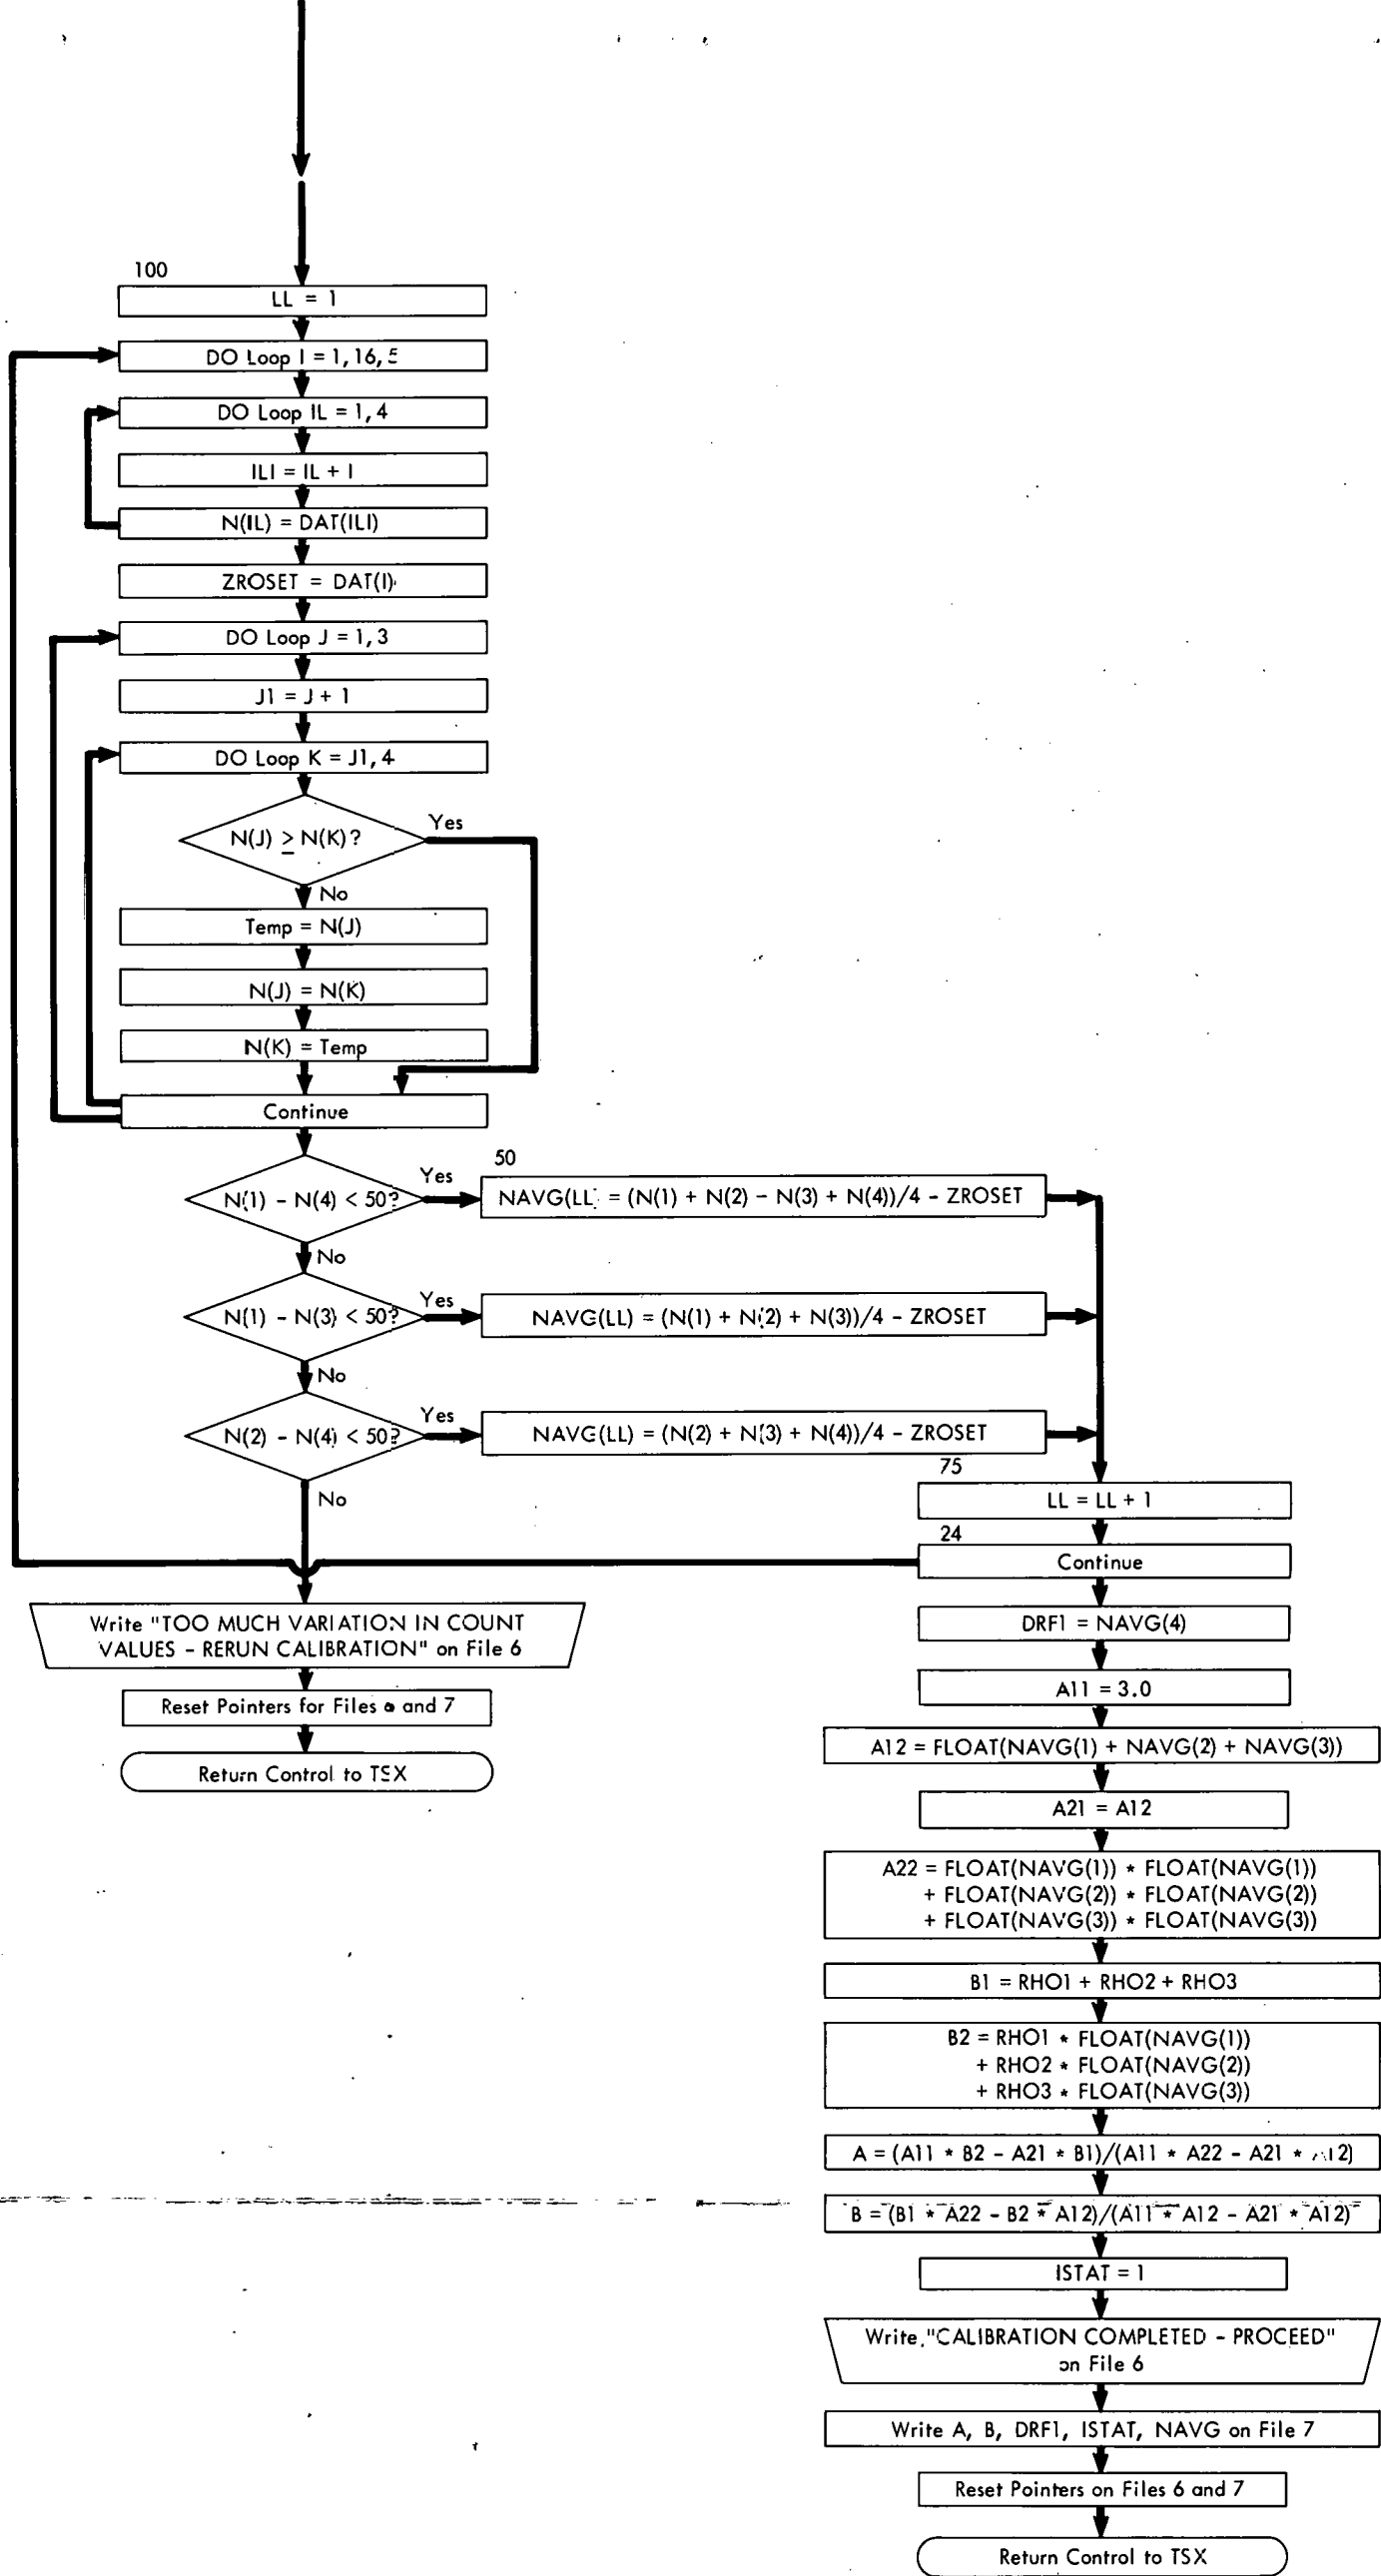 100
LL = 1
DO Loop I = 1, 16, 5
DO Loop IL = 1, 4
ILI = IL + I
N(IL) = DAT(ILI)
ZROSET = DAT(I)
DO Loop J = 1, 3
J1 = J + 1
DO Loop K = J1, 4
N(J) ≥ N(K)?
Yes
No
Temp = N(J)
N(J) = N(K)
N(K) = Temp
Continue
N(1) - N(4) < 50?
Yes
50
NAVG(LL) = (N(1) + N(2) - N(3) + N(4))/4 - ZROSET
No
N(1) - N(3) < 50?
Yes
NAVG(LL) = (N(1) + N(2) + N(3))/4 - ZROSET
No
N(2) - N(4) < 50?
Yes
NAVG(LL) = (N(2) + N(3) + N(4))/4 - ZROSET
No
75
LL = LL + 1
24
Continue
Write "TOO MUCH VARIATION IN COUNT
VALUES - RERUN CALIBRATION" on File 6
Reset Pointers for Files and 7
Return Control to TSX
DRF1 = NAVG(4)
A11 = 3.0
A12 = FLOAT(NAVG(1) + NAVG(2) + NAVG(3))
A21 = A12
A22 = FLOAT(NAVG(1)) * FLOAT(NAVG(1))
+ FLOAT(NAVG(2)) * FLOAT(NAVG(2))
+ FLOAT(NAVG(3)) * FLOAT(NAVG(3))
B1 = RHO1 + RHO2 + RHO3
B2 = RHO1 * FLOAT(NAVG(1))
+ RHO2 * FLOAT(NAVG(2))
+ RHO3 * FLOAT(NAVG(3))
A = (A11 * B2 - A21 * B1)/(A11 * A22 - A21 * A12)
B = (B1 * A22 - B2 * A12)/(A11 * A12 - A21 * A12)
ISTAT = 1
Write "CALIBRATION COMPLETED - PROCEED"
on File 6
Write A, B, DRF1, ISTAT, NAVG on File 7
Reset Pointers on Files 6 and 7
Return Control to TSX